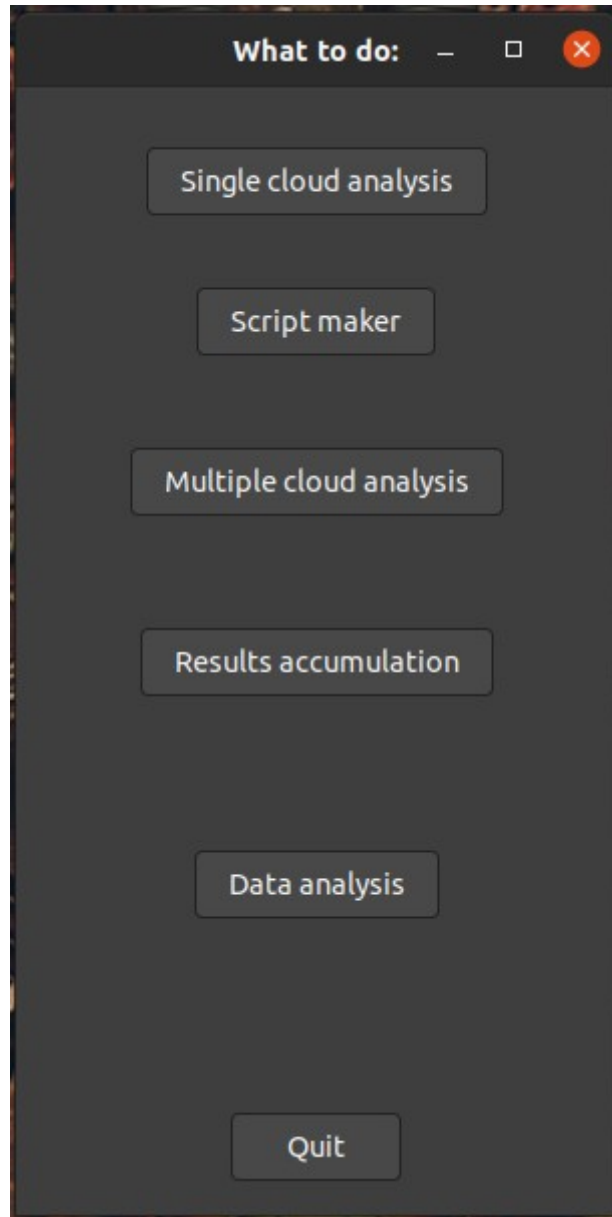 What to do:
Single cloud analysis
Script maker
Multiple cloud analysis
Results accumulation
Data analysis
Quit